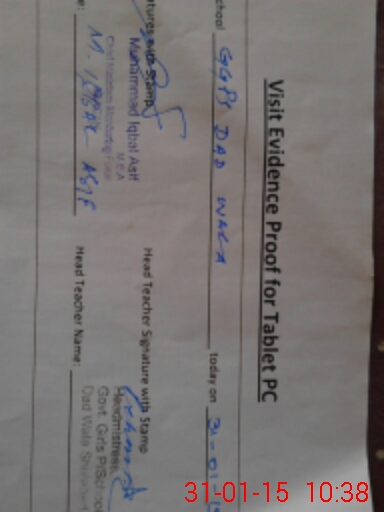 Visit Evidence Proof for Tablet PC
chool GGPS DAD WALA today on 31-01-15
tures with Stamp Head Teacher Signature with Stamp
Muhammad Iqbal Asif
M.E.A
Headmistress
Govt. Girls P/School
Dad Wala
e: M. IQBAL ASIF Head Teacher Name:
31-01-15 10:38